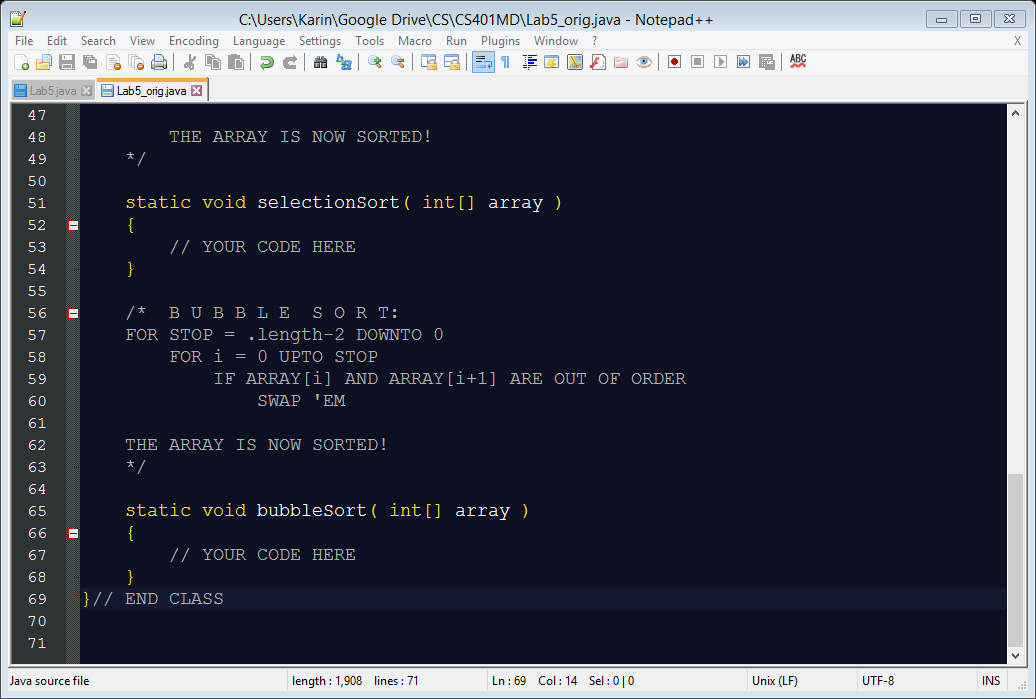 C:\Users\Karin\Google Drive\CS\CS401MD\Lab5_orig.java - Notepad++
File Edit Search View Encoding Language Settings Tools Macro Run Plugins Window ? X
ABC
Lab5.java Lab5_orig.java
47
48 THE ARRAY IS NOW SORTED!
49 */
50
51 static void selectionSort( int[] array )
52 {
53 // YOUR CODE HERE
54 }
55
56 /* B U B B L E S O R T:
57 FOR STOP = .length-2 DOWNTO 0
58 FOR i = 0 UPTO STOP
59 IF ARRAY[i] AND ARRAY[i+1] ARE OUT OF ORDER
60 SWAP 'EM
61
62 THE ARRAY IS NOW SORTED!
63 */
64
65 static void bubbleSort( int[] array )
66 {
67 // YOUR CODE HERE
68 }
69 }// END CLASS
70
71
Java source file length : 1,908 lines : 71 Ln : 69 Col : 14 Sel : 0 | 0 Unix (LF) UTF-8 INS